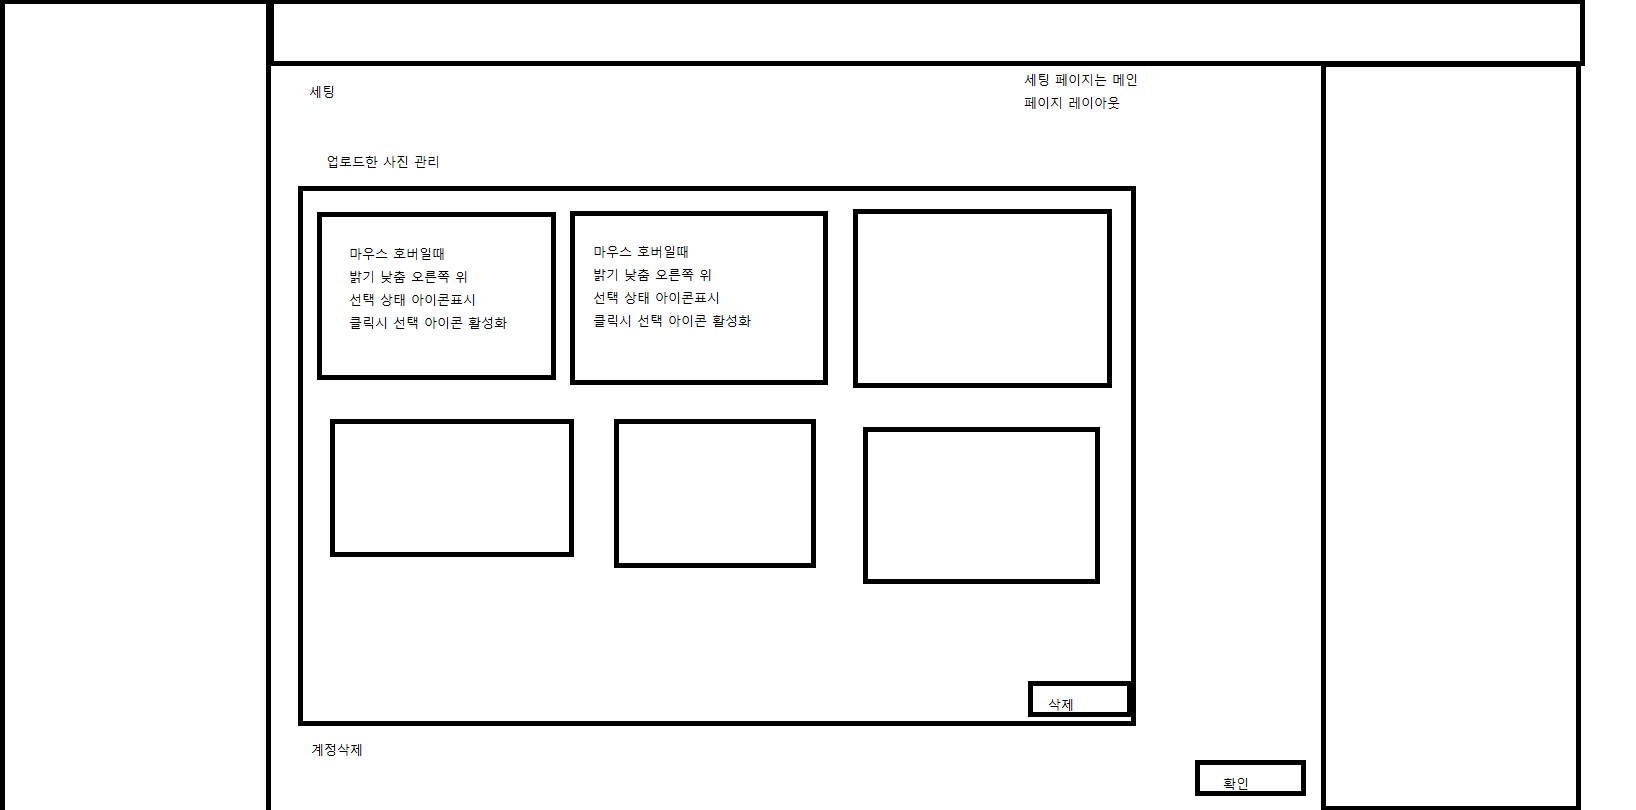 세팅
세팅 페이지는 메인
페이지 레이아웃
업로드한 사진 관리
마우스 호버일때
밝기 낮춤 오른쪽 위
선택 상태 아이콘표시
클릭시 선택 아이콘 활성화
마우스 호버일때
밝기 낮춤 오른쪽 위
선택 상태 아이콘표시
클릭시 선택 아이콘 활성화
삭제
계정삭제
확인